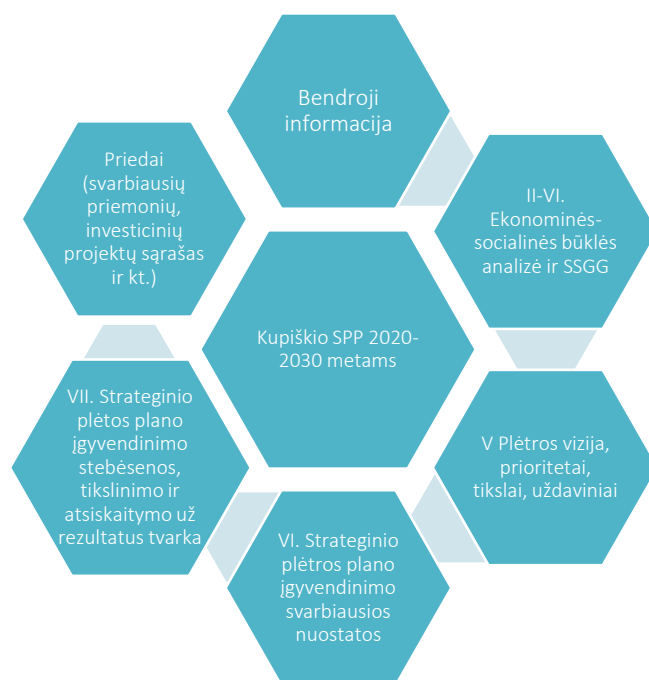 Bendroji
informacija
II-VI.
Ekonominės-
socialinės būklės
analizė ir SSGG
V Plėtros vizija,
prioritetai,
tikslai, uždaviniai
VI. Strateginio
plėtros plano
įgyvendinimo
svarbiausios
nuostatos
VII. Strateginio
plėtos plano
įgyvendinimo
stebėsenos,
tikslinimo ir
atsiskaitymo už
rezultatus tvarka
Priedai
(svarbiausių
priemonių,
investicinių
projektų sąrašas
ir kt.)
Kupiškio SPP 2020-
2030 metams